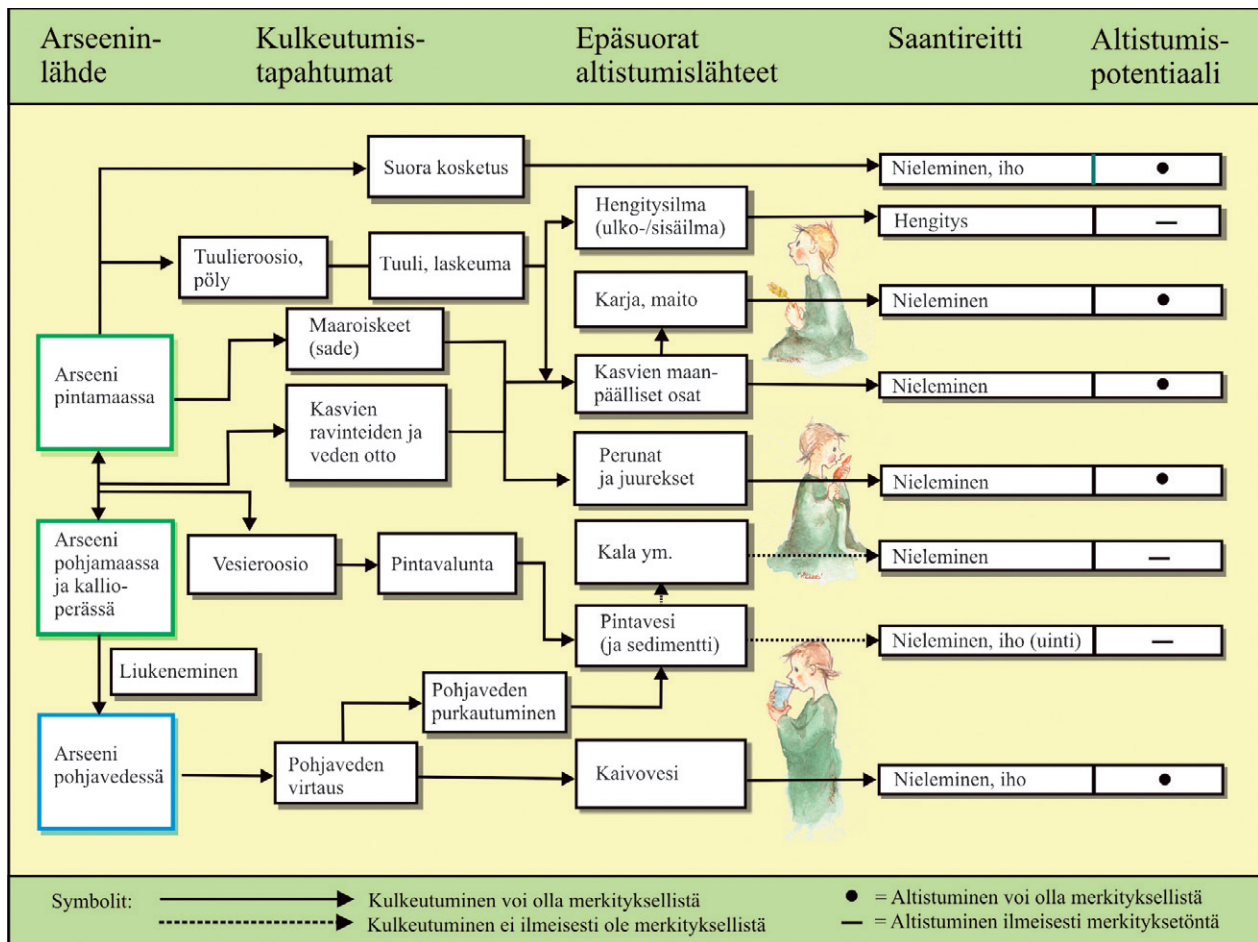 Arseenin-
lähde
Kulkeutumis-
tapahtumat
Epäsuorat
altistumislähteet
Saantireitti
Altistumis-
potentiaali
Suora kosketus
Nieleminen, iho
Hengitysilma
(ulko-/sisäilma)
Hengitys
Tuulieroosio,
pöly
Tuuli, laskeuma
Karja, maito
Nieleminen
Maaroiskeet
(sade)
Arseeni
pintamaassa
Kasvien maan-
päälliset osat
Nieleminen
Kasvien
ravinteiden ja
veden otto
Perunat
ja juurekset
Nieleminen
Arseeni
pohjamaassa
ja kallio-
perässä
Vesieroosio
Pintavalunta
Kala ym.
Nieleminen
Pintavesi
(ja sedimentti)
Nieleminen, iho (uinti)
Liukeneminen
Pohjaveden
purkautuminen
Arseeni
pohjavedessä
Pohjaveden
virtaus
Kaivovesi
Nieleminen, iho
Symbolit:
Kulkeutuminen voi olla merkityksellistä
Kulkeutuminen ei ilmeisesti ole merkityksellistä
= Altistuminen voi olla merkityksellistä
= Altistuminen ilmeisesti merkityksetöntä